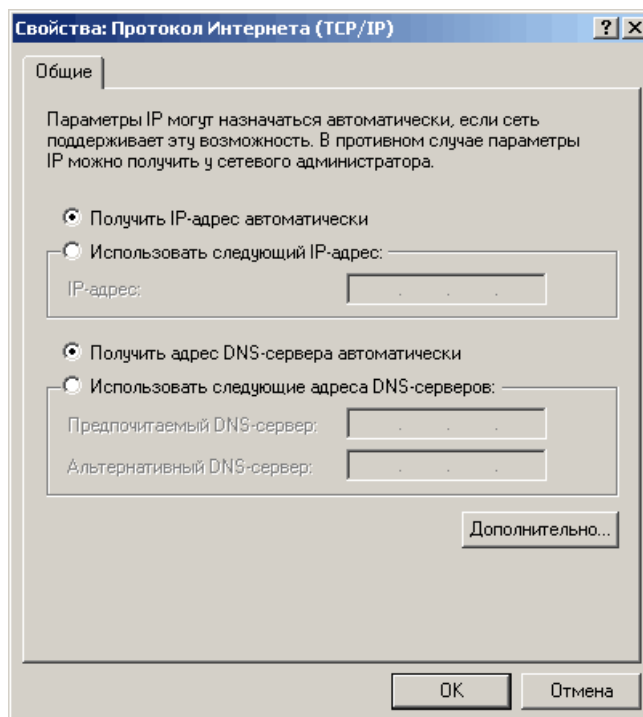 Свойства: Протокол Интернета (TCP/IP)
Общие
Параметры IP могут назначаться автоматически, если сеть
поддерживает эту возможность. В противном случае параметры
IP можно получить у сетевого администратора.
Получить IP-адрес автоматически
Использовать следующий IP-адрес:
IP-адрес:
Получить адрес DNS-сервера автоматически
Использовать следующие адреса DNS-серверов:
Предпочитаемый DNS-сервер:
Альтернативный DNS-сервер:
Дополнительно...
OK
Отмена